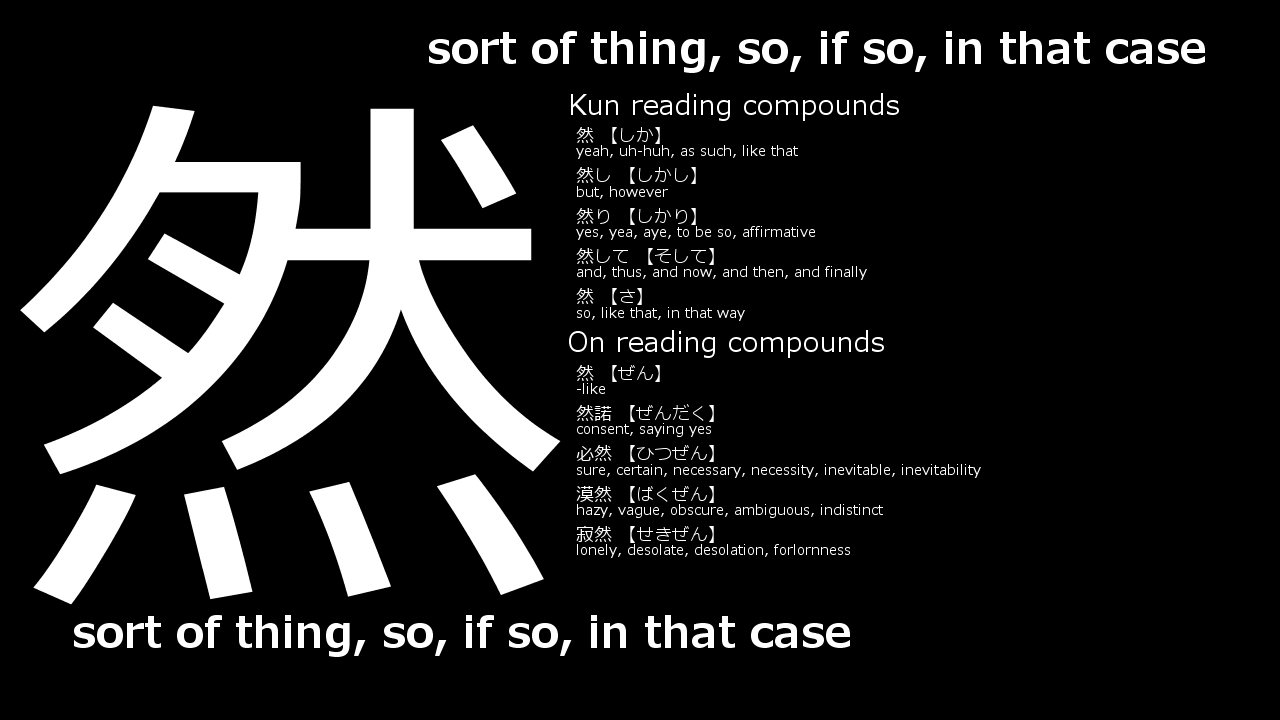 sort of thing, so, if so, in that case
然
Kun reading compounds
然 【しか】
yeah, uh-huh, as such, like that
然し 【しかし】
but, however
然り 【しかり】
yes, yea, aye, to be so, affirmative
然して 【そして】
and, thus, and now, and then, and finally
然 【さ】
so, like that, in that way
On reading compounds
然 【ぜん】
-like
然諾 【ぜんだく】
consent, saying yes
必然 【ひつぜん】
sure, certain, necessary, necessity, inevitable, inevitability
漠然 【ばくぜん】
hazy, vague, obscure, ambiguous, indistinct
寂然 【せきぜん】
lonely, desolate, desolation, forlornness
sort of thing, so, if so, in that case